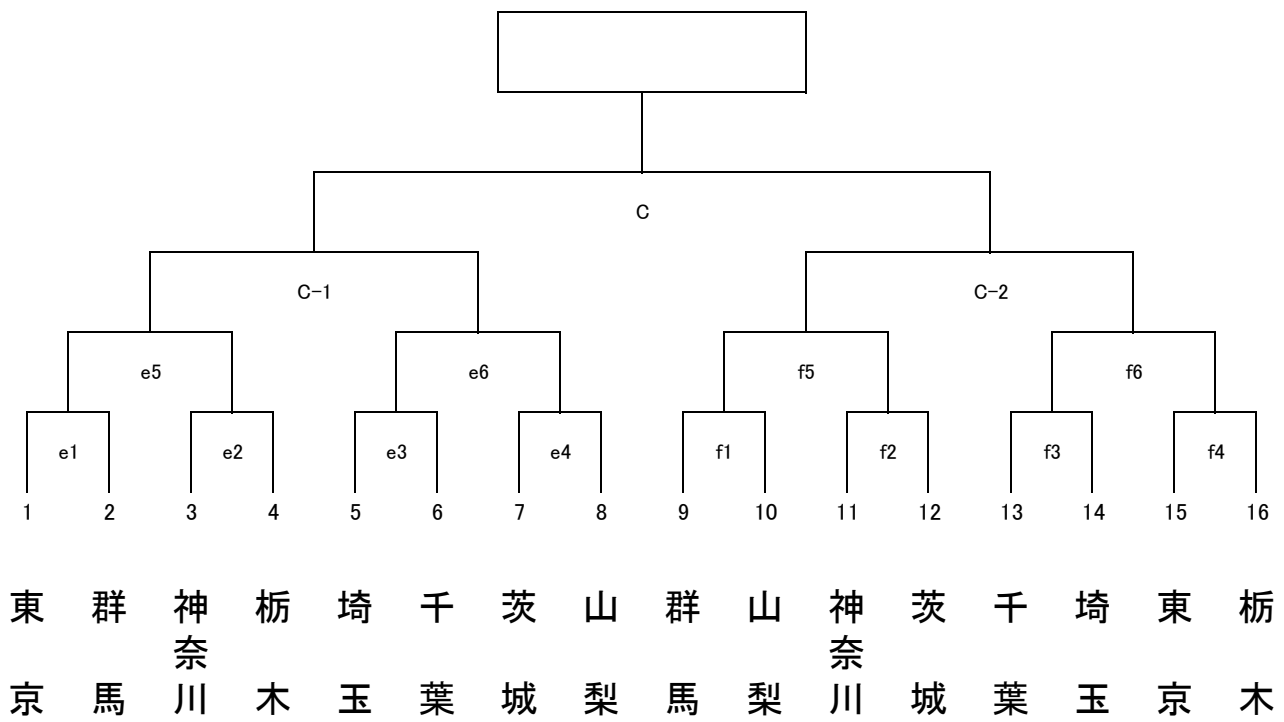 C
C-1
C-2
e5
e6
f5
f6
e1
e2
e3
e4
f1
f2
f3
f4
1 2 3 4 5 6 7 8 9 10 11 12 13 14 15 16
東京
群馬
神奈川
栃木
埼玉
千葉
茨城
山梨
群馬
山梨
神奈川
茨城
千葉
埼玉
東京
栃木